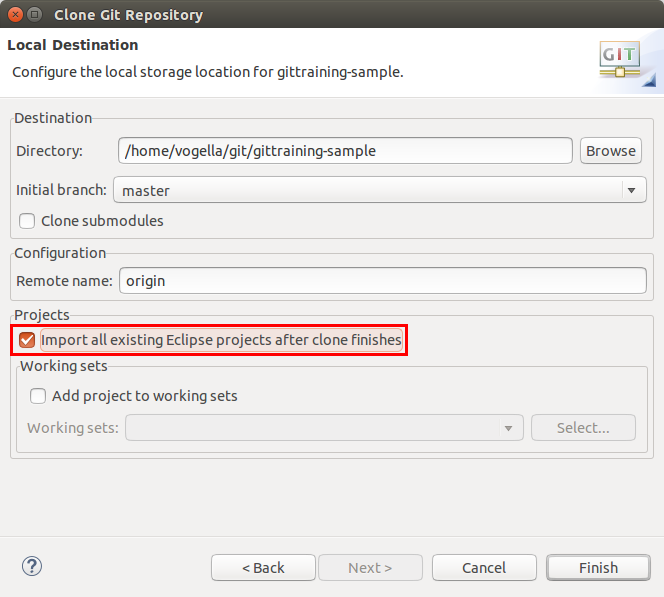 Clone Git Repository
Local Destination
Configure the local storage location for gittraining-sample.
GIT
Destination
Directory: /home/vogella/git/gittraining-sample Browse
Initial branch: master
Clone submodules
Configuration
Remote name: origin
Projects
Import all existing Eclipse projects after clone finishes
Working sets
Add project to working sets
Working sets: Select...
? < Back Next > Cancel Finish